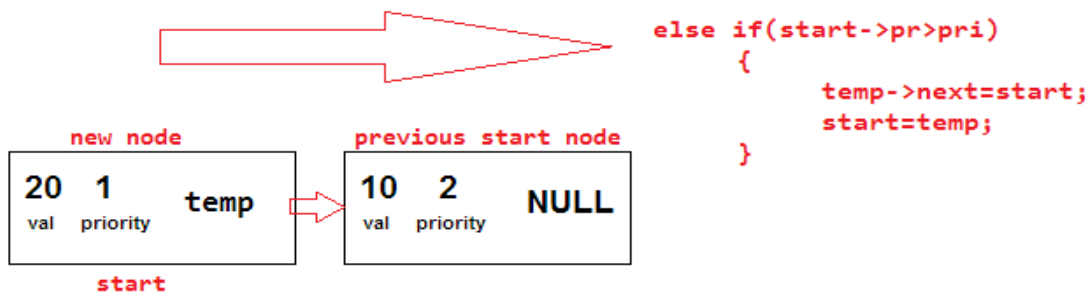 else if(start->pr>pri)
{
temp->next=start;
start=temp;
}
new node
previous start node
20 1 temp
val priority
10 2 NULL
val priority
start